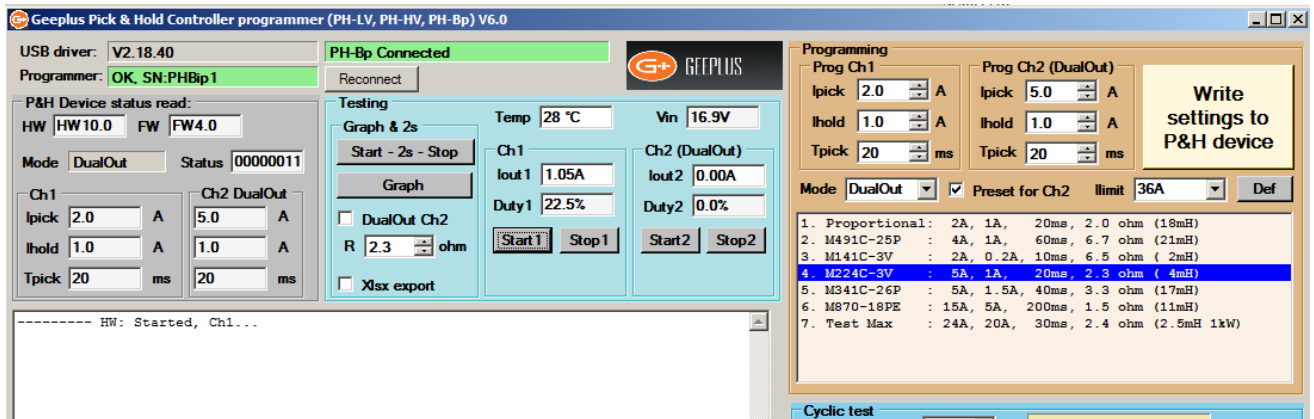 Geeplus Pick & Hold Controller programmer (PH-LV, PH-HV, PH-Bp) V6.0
USB driver: V2.18.40
Programmer: OK, SN:PHBip1
PH-Bp Connected
Reconnect
G+ GEEPLUS
P&H Device status read:
HW HW10.0 FW FW4.0
Mode DualOut Status 00000011
Ch1 Ch2 DualOut
Ipick 2.0 A 5.0 A
Ihold 1.0 A 1.0 A
Tpick 20 ms 20 ms
Testing
Graph & 2s
Start - 2s - Stop
Graph
DualOut Ch2
R 2.3 ohm
Xlsx export
Temp 28 °C Vin 16.9V
Ch1
Iout1 1.05A
Duty1 22.5%
Start1 Stop1
Ch2 (DualOut)
Iout2 0.00A
Duty2 0.0%
Start2 Stop2
--------- HW: Started, Ch1...
Programming
Prog Ch1
Ipick 2.0 A
Ihold 1.0 A
Tpick 20 ms
Prog Ch2 (DualOut)
Ipick 5.0 A
Ihold 1.0 A
Tpick 20 ms
Write
settings to
P&H device
Mode DualOut Preset for Ch2 Ilimit 36A Def
1. Proportional: 2A, 1A, 20ms, 2.0 ohm (18mH)
2. M491C-25P : 4A, 1A, 60ms, 6.7 ohm (21mH)
3. M141C-3V : 2A, 0.2A, 10ms, 6.5 ohm ( 2mH)
4. M224C-3V : 5A, 1A, 20ms, 2.3 ohm ( 4mH)
5. M341C-26P : 5A, 1.5A, 40ms, 3.3 ohm (17mH)
6. M870-18PE : 15A, 5A, 200ms, 1.5 ohm (11mH)
7. Test Max : 24A, 20A, 30ms, 2.4 ohm (2.5mH 1kW)
Cyclic test